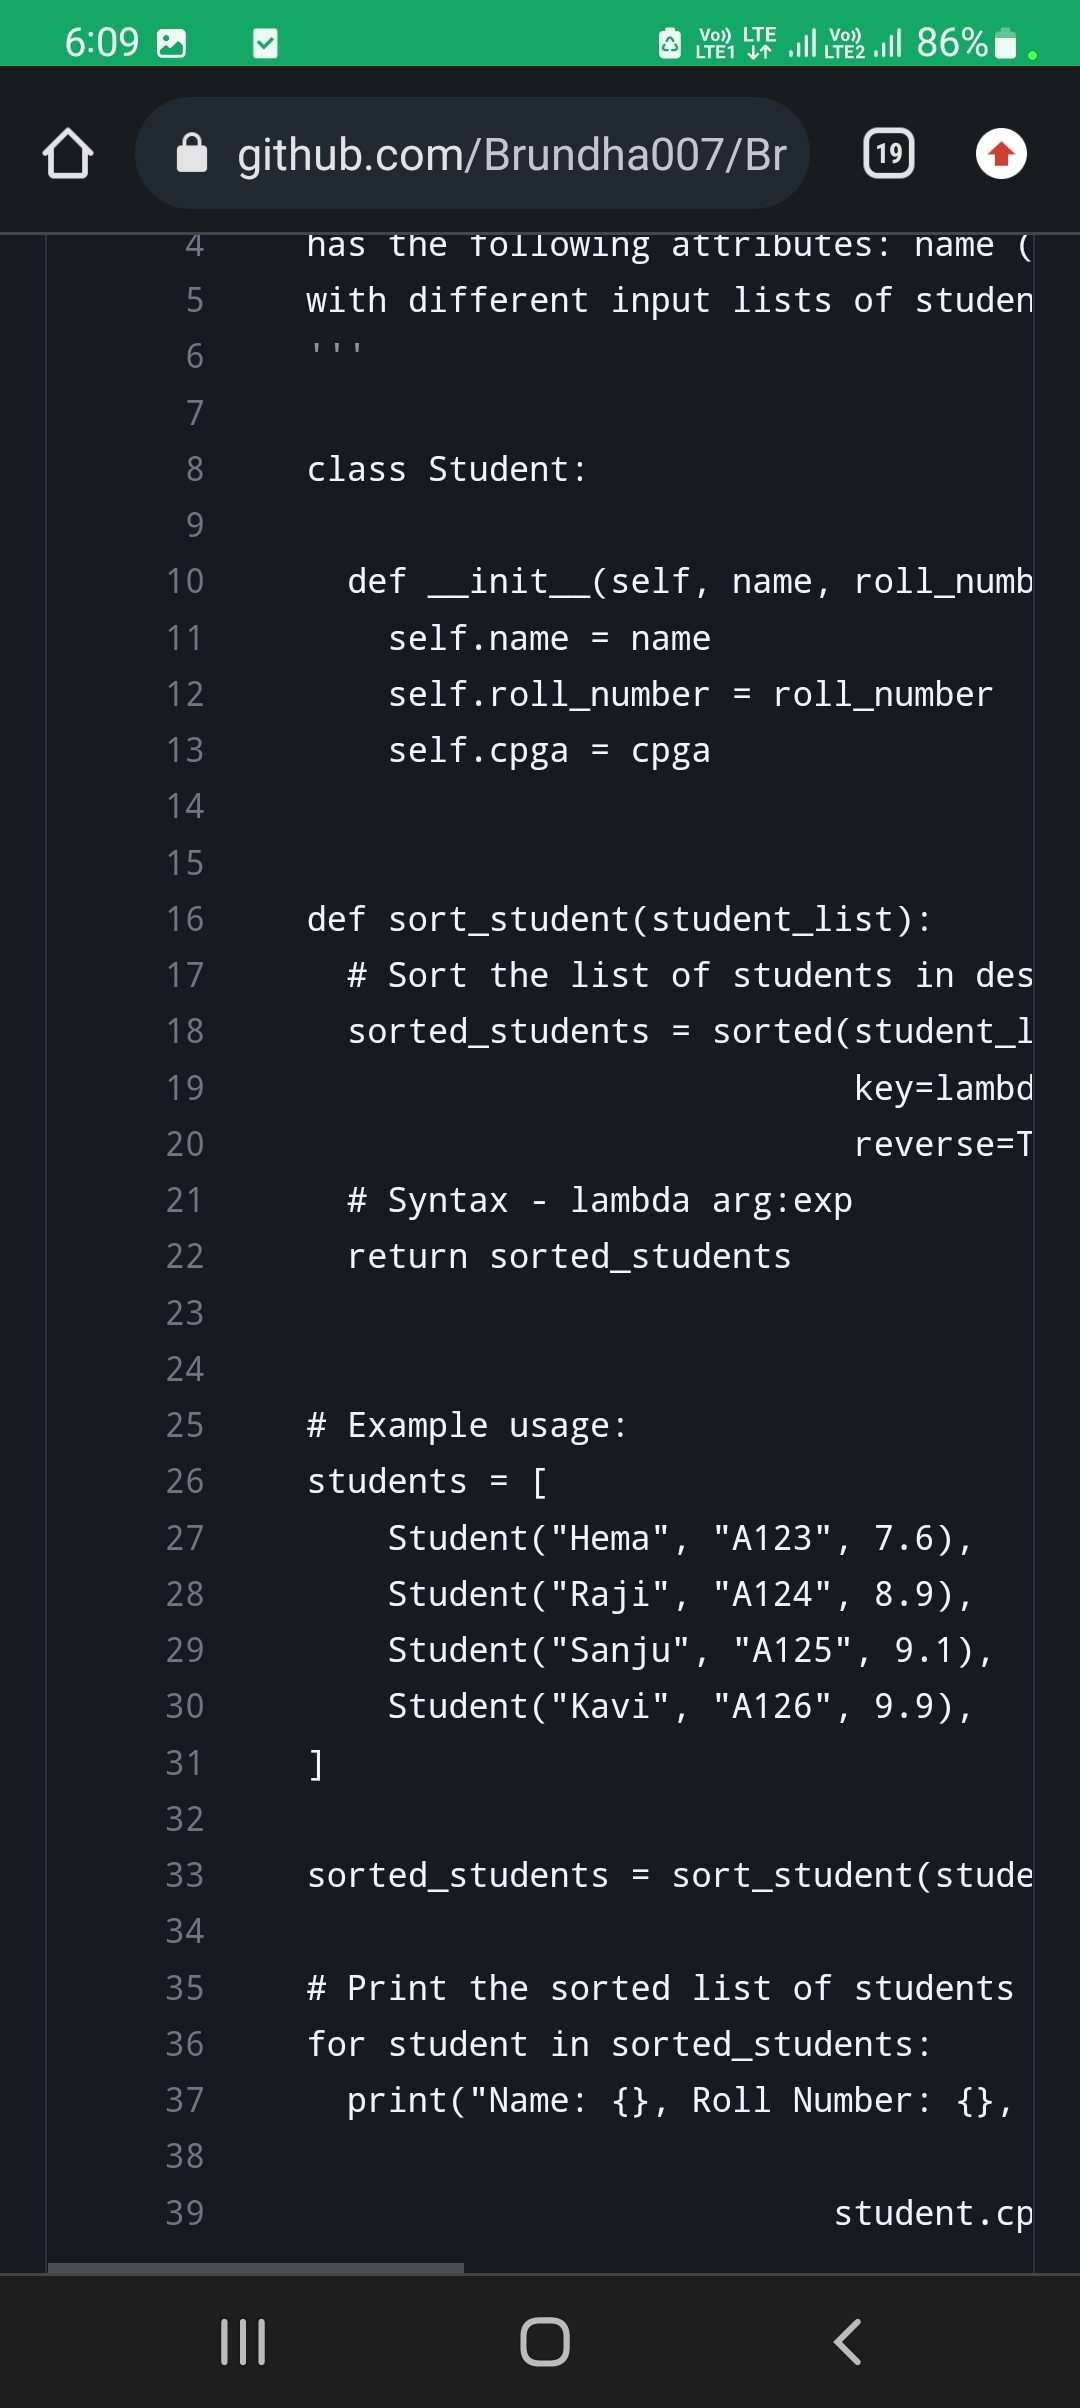 6:09 Vo)) LTE1 LTE Vo)) LTE2 86%
github.com/Brundha007/Br 19
4 has the following attributes: name (
5 with different input lists of studen
6 '''
7
8 class Student:
9
10 def __init__(self, name, roll_numb
11 self.name = name
12 self.roll_number = roll_number
13 self.cpga = cpga
14
15
16 def sort_student(student_list):
17 # Sort the list of students in des
18 sorted_students = sorted(student_l
19 key=lambd
20 reverse=T
21 # Syntax - lambda arg:exp
22 return sorted_students
23
24
25 # Example usage:
26 students = [
27 Student("Hema", "A123", 7.6),
28 Student("Raji", "A124", 8.9),
29 Student("Sanju", "A125", 9.1),
30 Student("Kavi", "A126", 9.9),
31 ]
32
33 sorted_students = sort_student(stude
34
35 # Print the sorted list of students
36 for student in sorted_students:
37 print("Name: {}, Roll Number: {},
38
39 student.cp